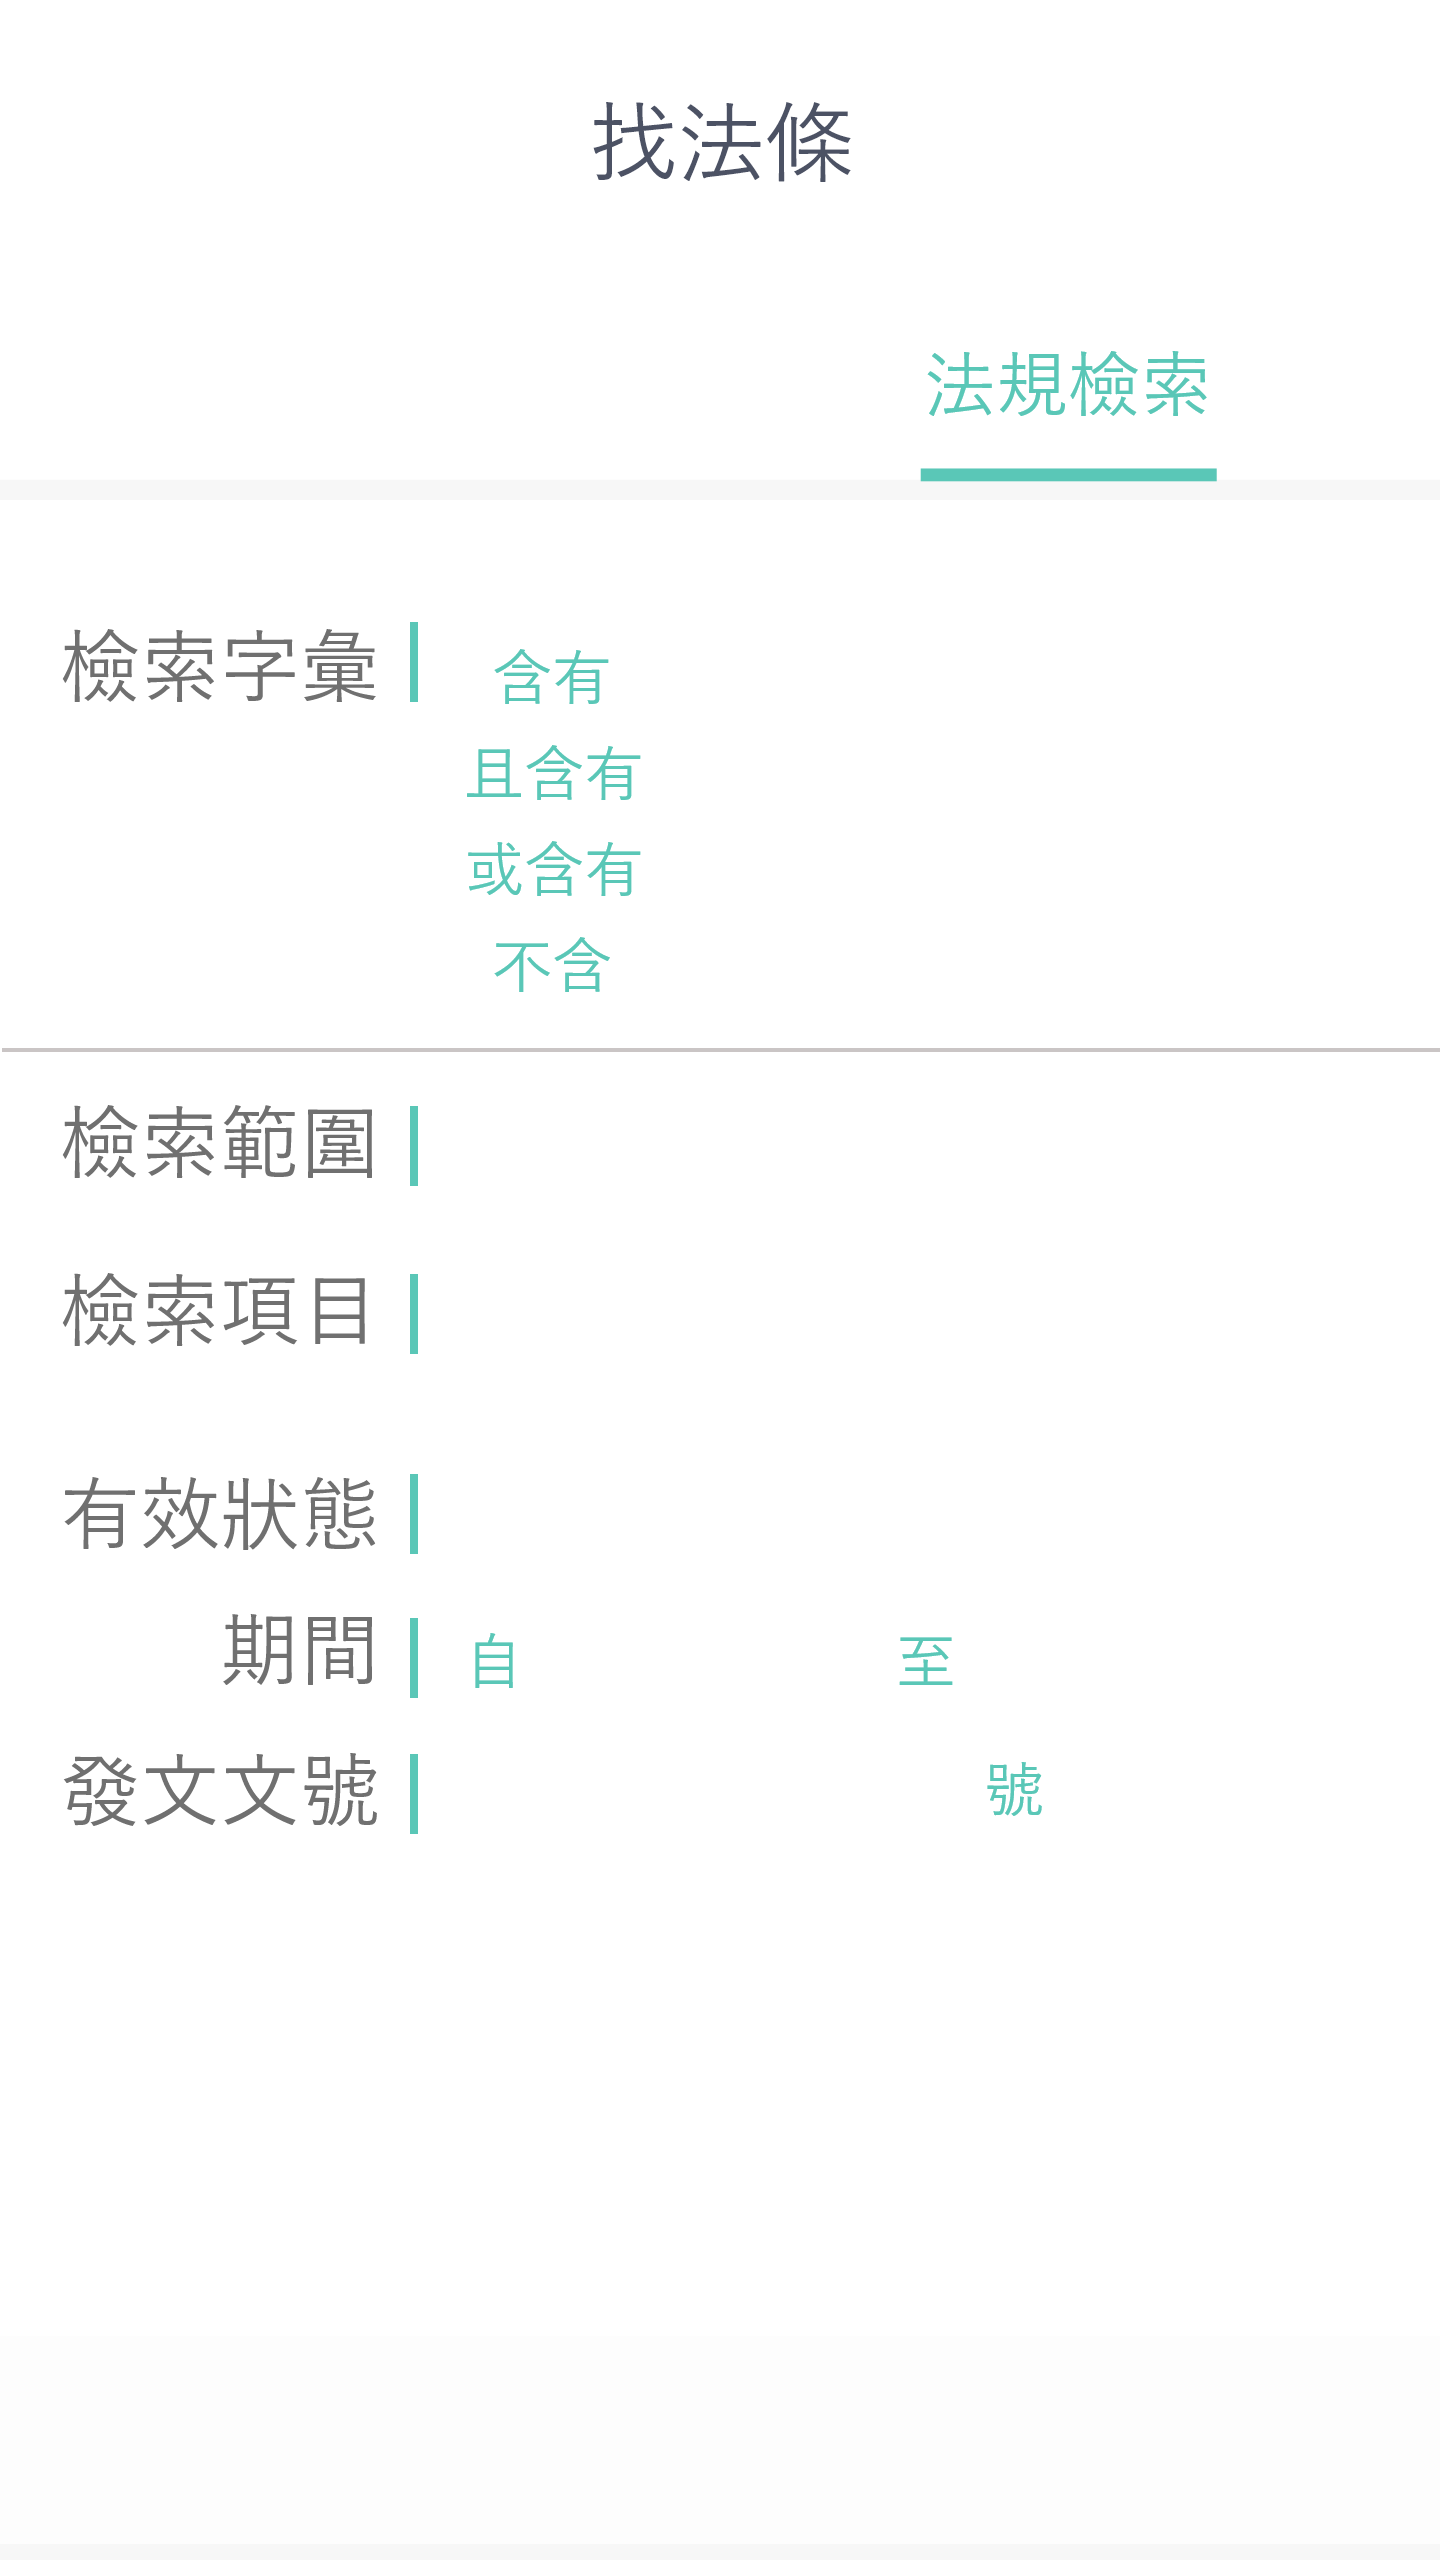 找法條
法規檢索
檢索字彙 含有
且含有
或含有
不含
檢索範圍
檢索項目
有效狀態
期間 自 至
發文文號 號